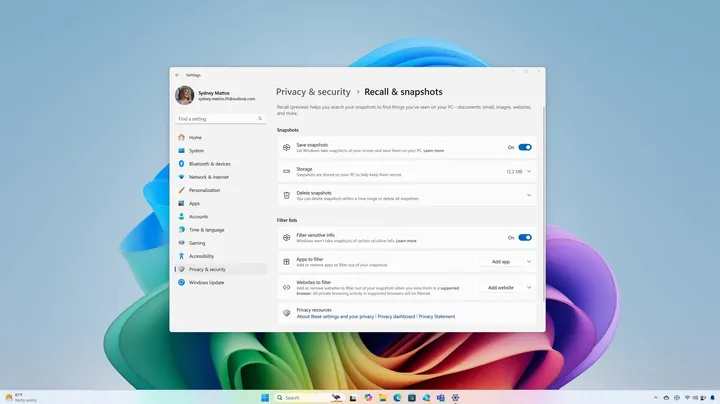 Settings
Sydney Mattos
sydney.mattos35@outlook.com
Find a setting
Home
System
Bluetooth & devices
Network & internet
Personalization
Apps
Accounts
Time & language
Gaming
Accessibility
Privacy & security
Windows Update
Privacy & security > Recall & snapshots
Recall (preview) helps you search your snapshots to find things you've seen on your PC—documents, email, images, websites,
and more.
Snapshots
Save snapshots
Let Windows take snapshots of your screen and save them on your PC. Learn more
On
Storage
Snapshots are stored on your PC to help keep them secure
12.2 MB
Delete snapshots
You can delete snapshots within a time range or delete all snapshots
Filter lists
Filter sensitive info
Windows won't take snapshots of certain sensitive info. Learn more
On
Apps to filter
Add or remove apps to filter out of your snapshots
Add app
Websites to filter
Add or remove websites to filter out of your snapshots when you view them in a supported
browser. All private browsing activity in supported browsers will be filtered.
Add website
Privacy resources
About these settings and your privacy | Privacy dashboard | Privacy Statement
Partly sunny
Search